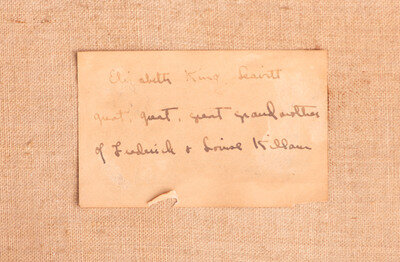 Elizabeth King Leavitt
great, great, great grandmother
of Frederick & Louise Killam